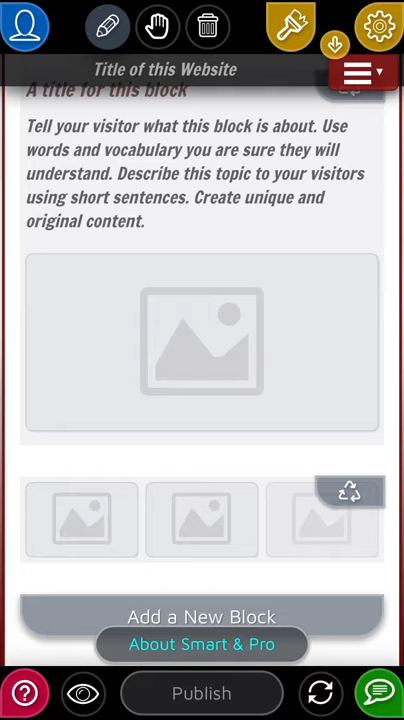 Title of this Website
A title for this block
Tell your visitor what this block is about. Use
words and vocabulary you are sure they will
understand. Describe this topic to your visitors
using short sentences. Create unique and
original content.
Add a New Block
About Smart & Pro
Publish